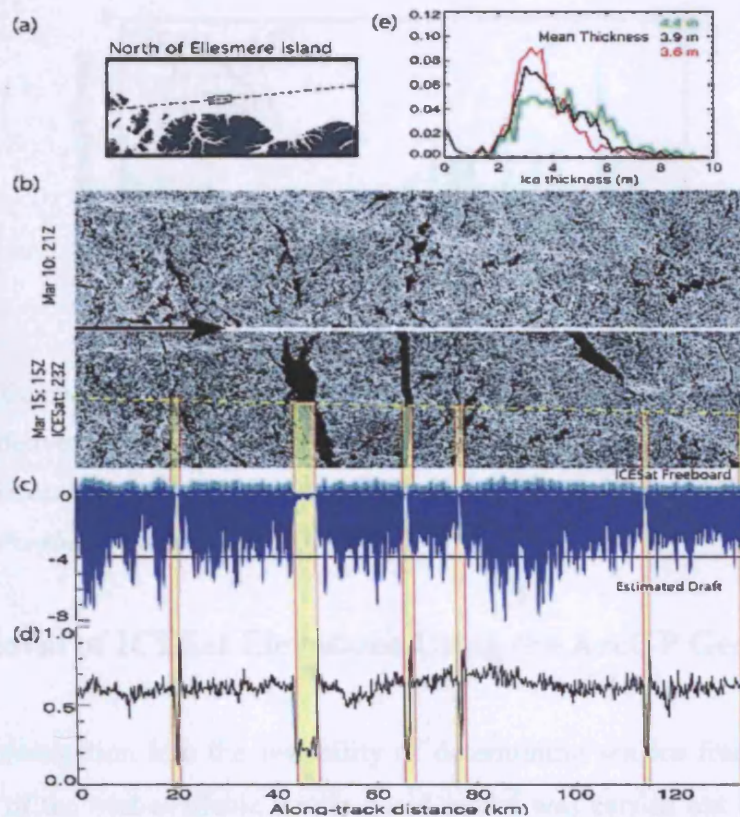 (a)
North of Ellesmere Island
(e)
0.12
0.10
0.08
0.06
0.04
0.02
0.00
0 2 4 6 8 10
Ice thickness (m)
Mean Thickness
4.4 m
3.9 m
3.6 m
(b)
Mar 10: 21Z
Mar 15: 15Z
ICESat: 23Z
(c)
ICESat Freeboard
0
-4
-8
Estimated Draft
(d)
1.0
0.5
0.0
0 20 40 60 80 100 120
Along-track distance (km)